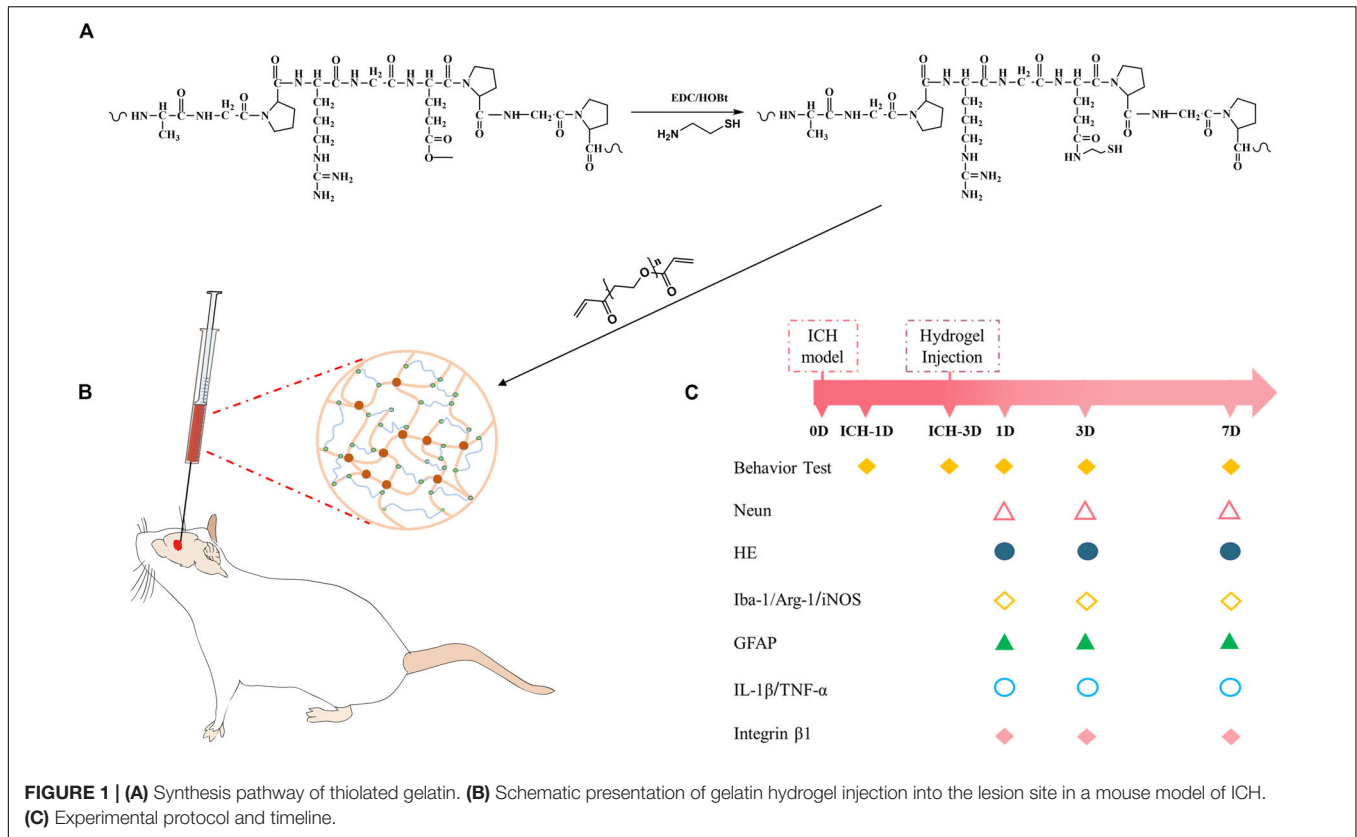 A
EDC/HOBt
H₂N SH
n
O
O
O
O
B
C
ICH
model
Hydrogel
Injection
0D ICH-1D ICH-3D 1D 3D 7D
Behavior Test
Neun
HE
Iba-1/Arg-1/iNOS
GFAP
IL-1β/TNF-α
Integrin β1
FIGURE 1 | (A) Synthesis pathway of thiolated gelatin. (B) Schematic presentation of gelatin hydrogel injection into the lesion site in a mouse model of ICH.
(C) Experimental protocol and timeline.